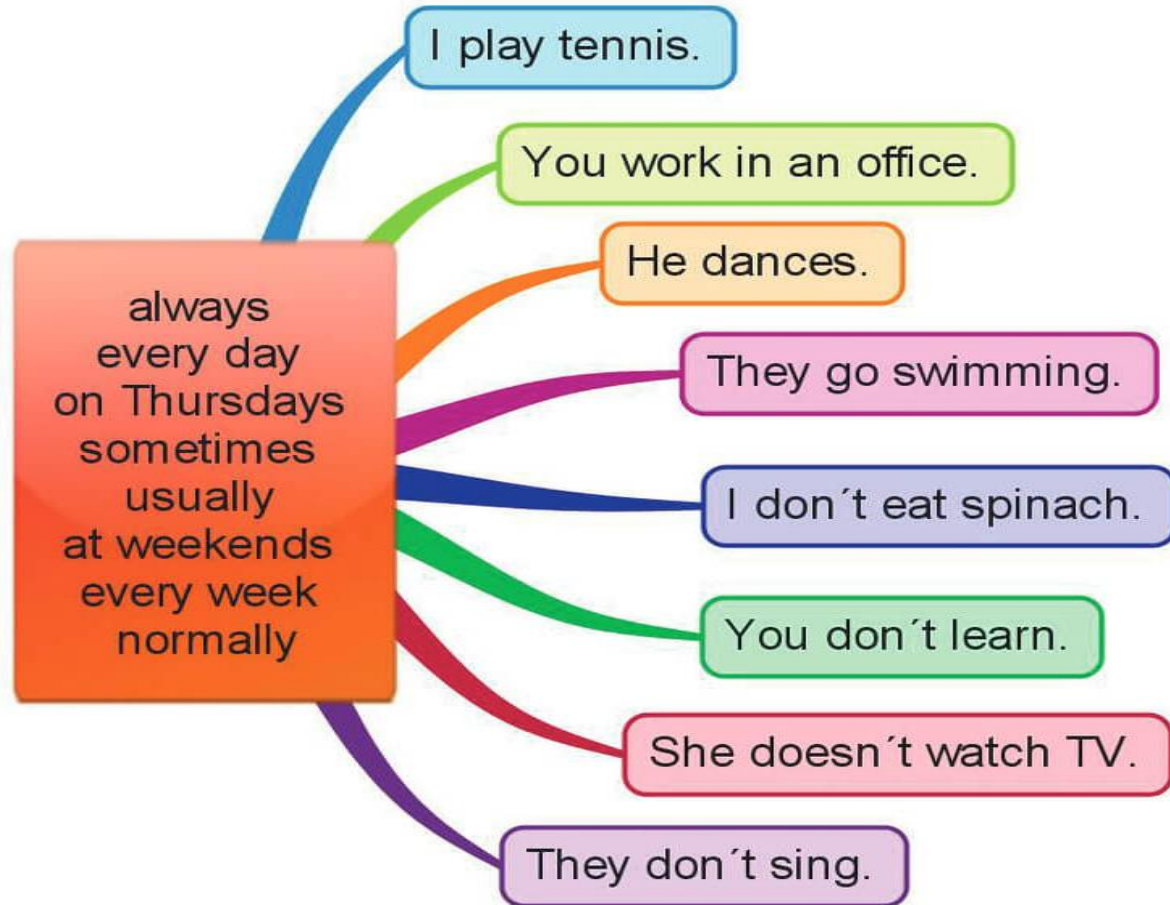 I play tennis.
You work in an office.
He dances.
They go swimming.
I don´t eat spinach.
You don´t learn.
She doesn´t watch TV.
They don´t sing.
always
every day
on Thursdays
sometimes
usually
at weekends
every week
normally